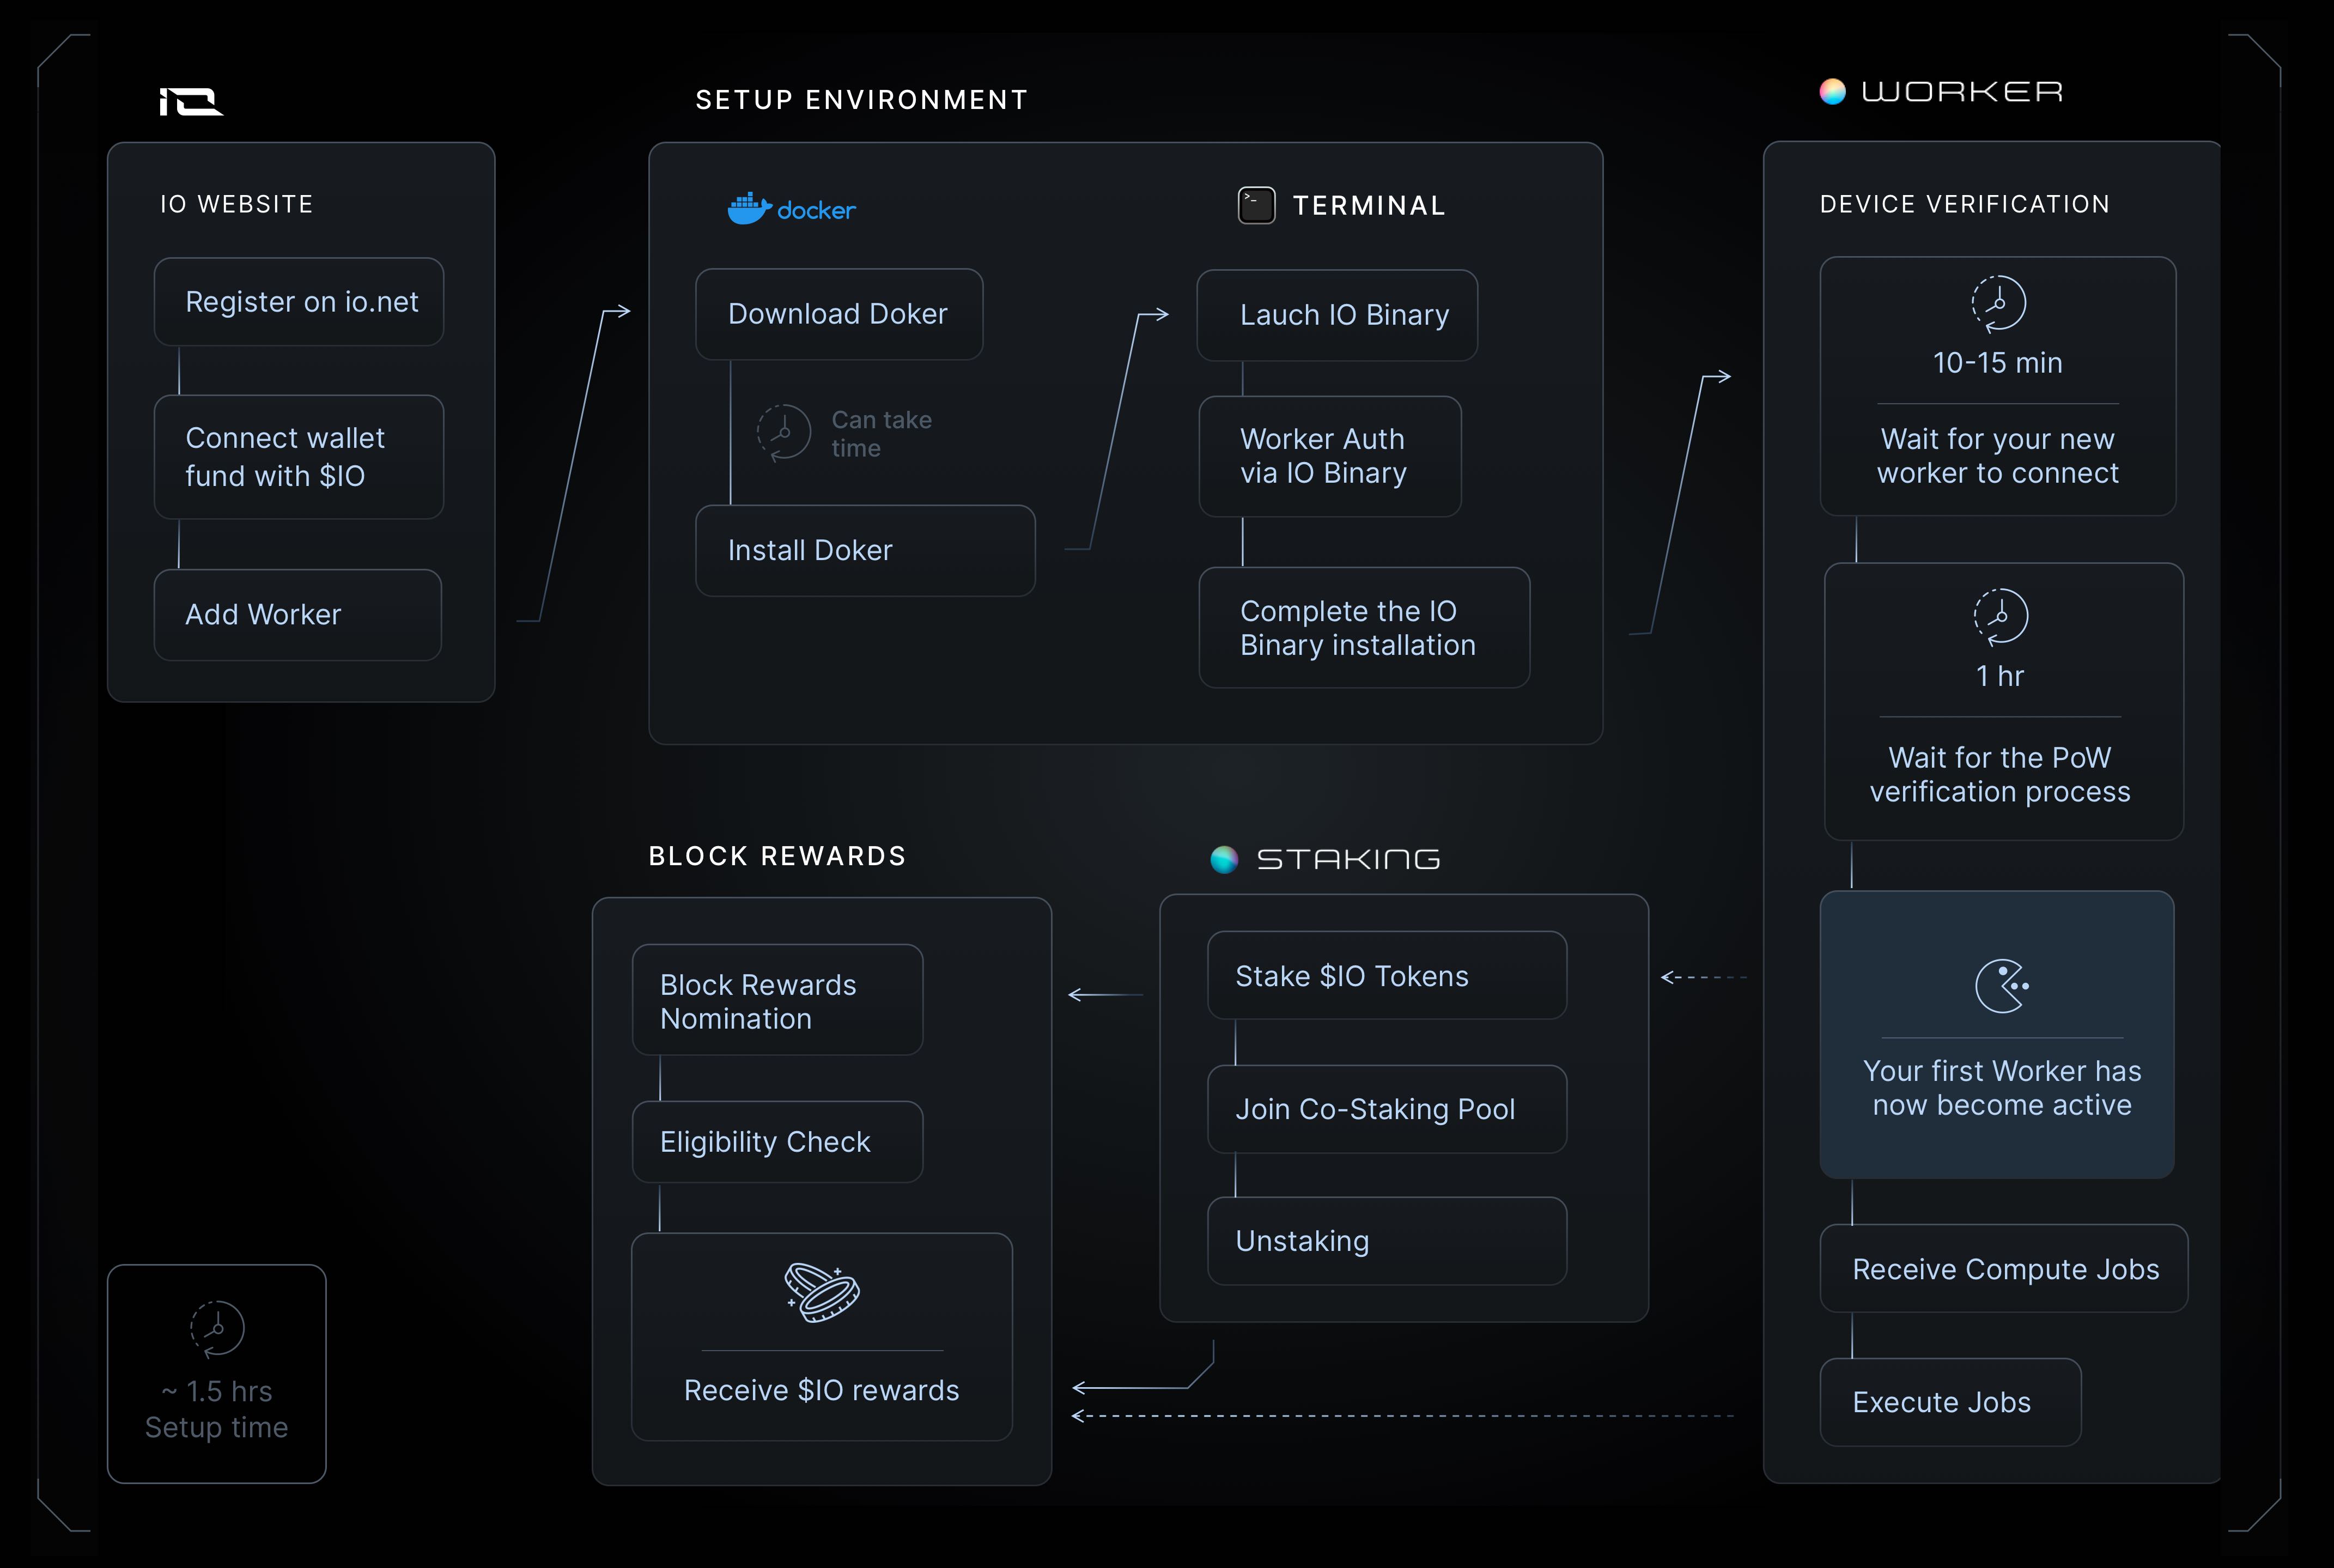 IO
IO WEBSITE
Register on io.net
Connect wallet
fund with $IO
Add Worker
SETUP ENVIRONMENT
docker
Download Doker
Can take
time
Install Doker
>_
TERMINAL
Lauch IO Binary
Worker Auth
via IO Binary
Complete the IO
Binary installation
WORKER
DEVICE VERIFICATION
10-15 min
Wait for your new
worker to connect
1 hr
Wait for the PoW
verification process
Your first Worker has
now become active
Receive Compute Jobs
Execute Jobs
STAKING
Stake $IO Tokens
Join Co-Staking Pool
Unstaking
BLOCK REWARDS
Block Rewards
Nomination
Eligibility Check
Receive $IO rewards
~ 1.5 hrs
Setup time